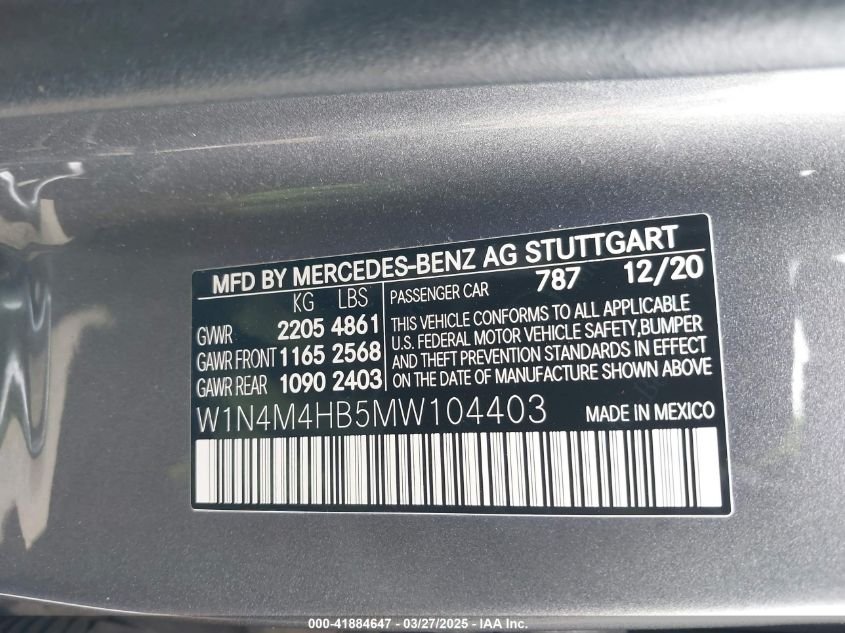 MFD BY MERCEDES-BENZ AG STUTTGART
KG LBS
GVWR 2205 4861
GAWR FRONT 1165 2568
GAWR REAR 1090 2403
PASSENGER CAR 787 12/20
THIS VEHICLE CONFORMS TO ALL APPLICABLE
U.S. FEDERAL MOTOR VEHICLE SAFETY, BUMPER
AND THEFT PREVENTION STANDARDS IN EFFECT
ON THE DATE OF MANUFACTURE SHOWN ABOVE
W1N4M4HB5MW104403 MADE IN MEXICO
000-41884647 - 03/27/2025 - IAA Inc.